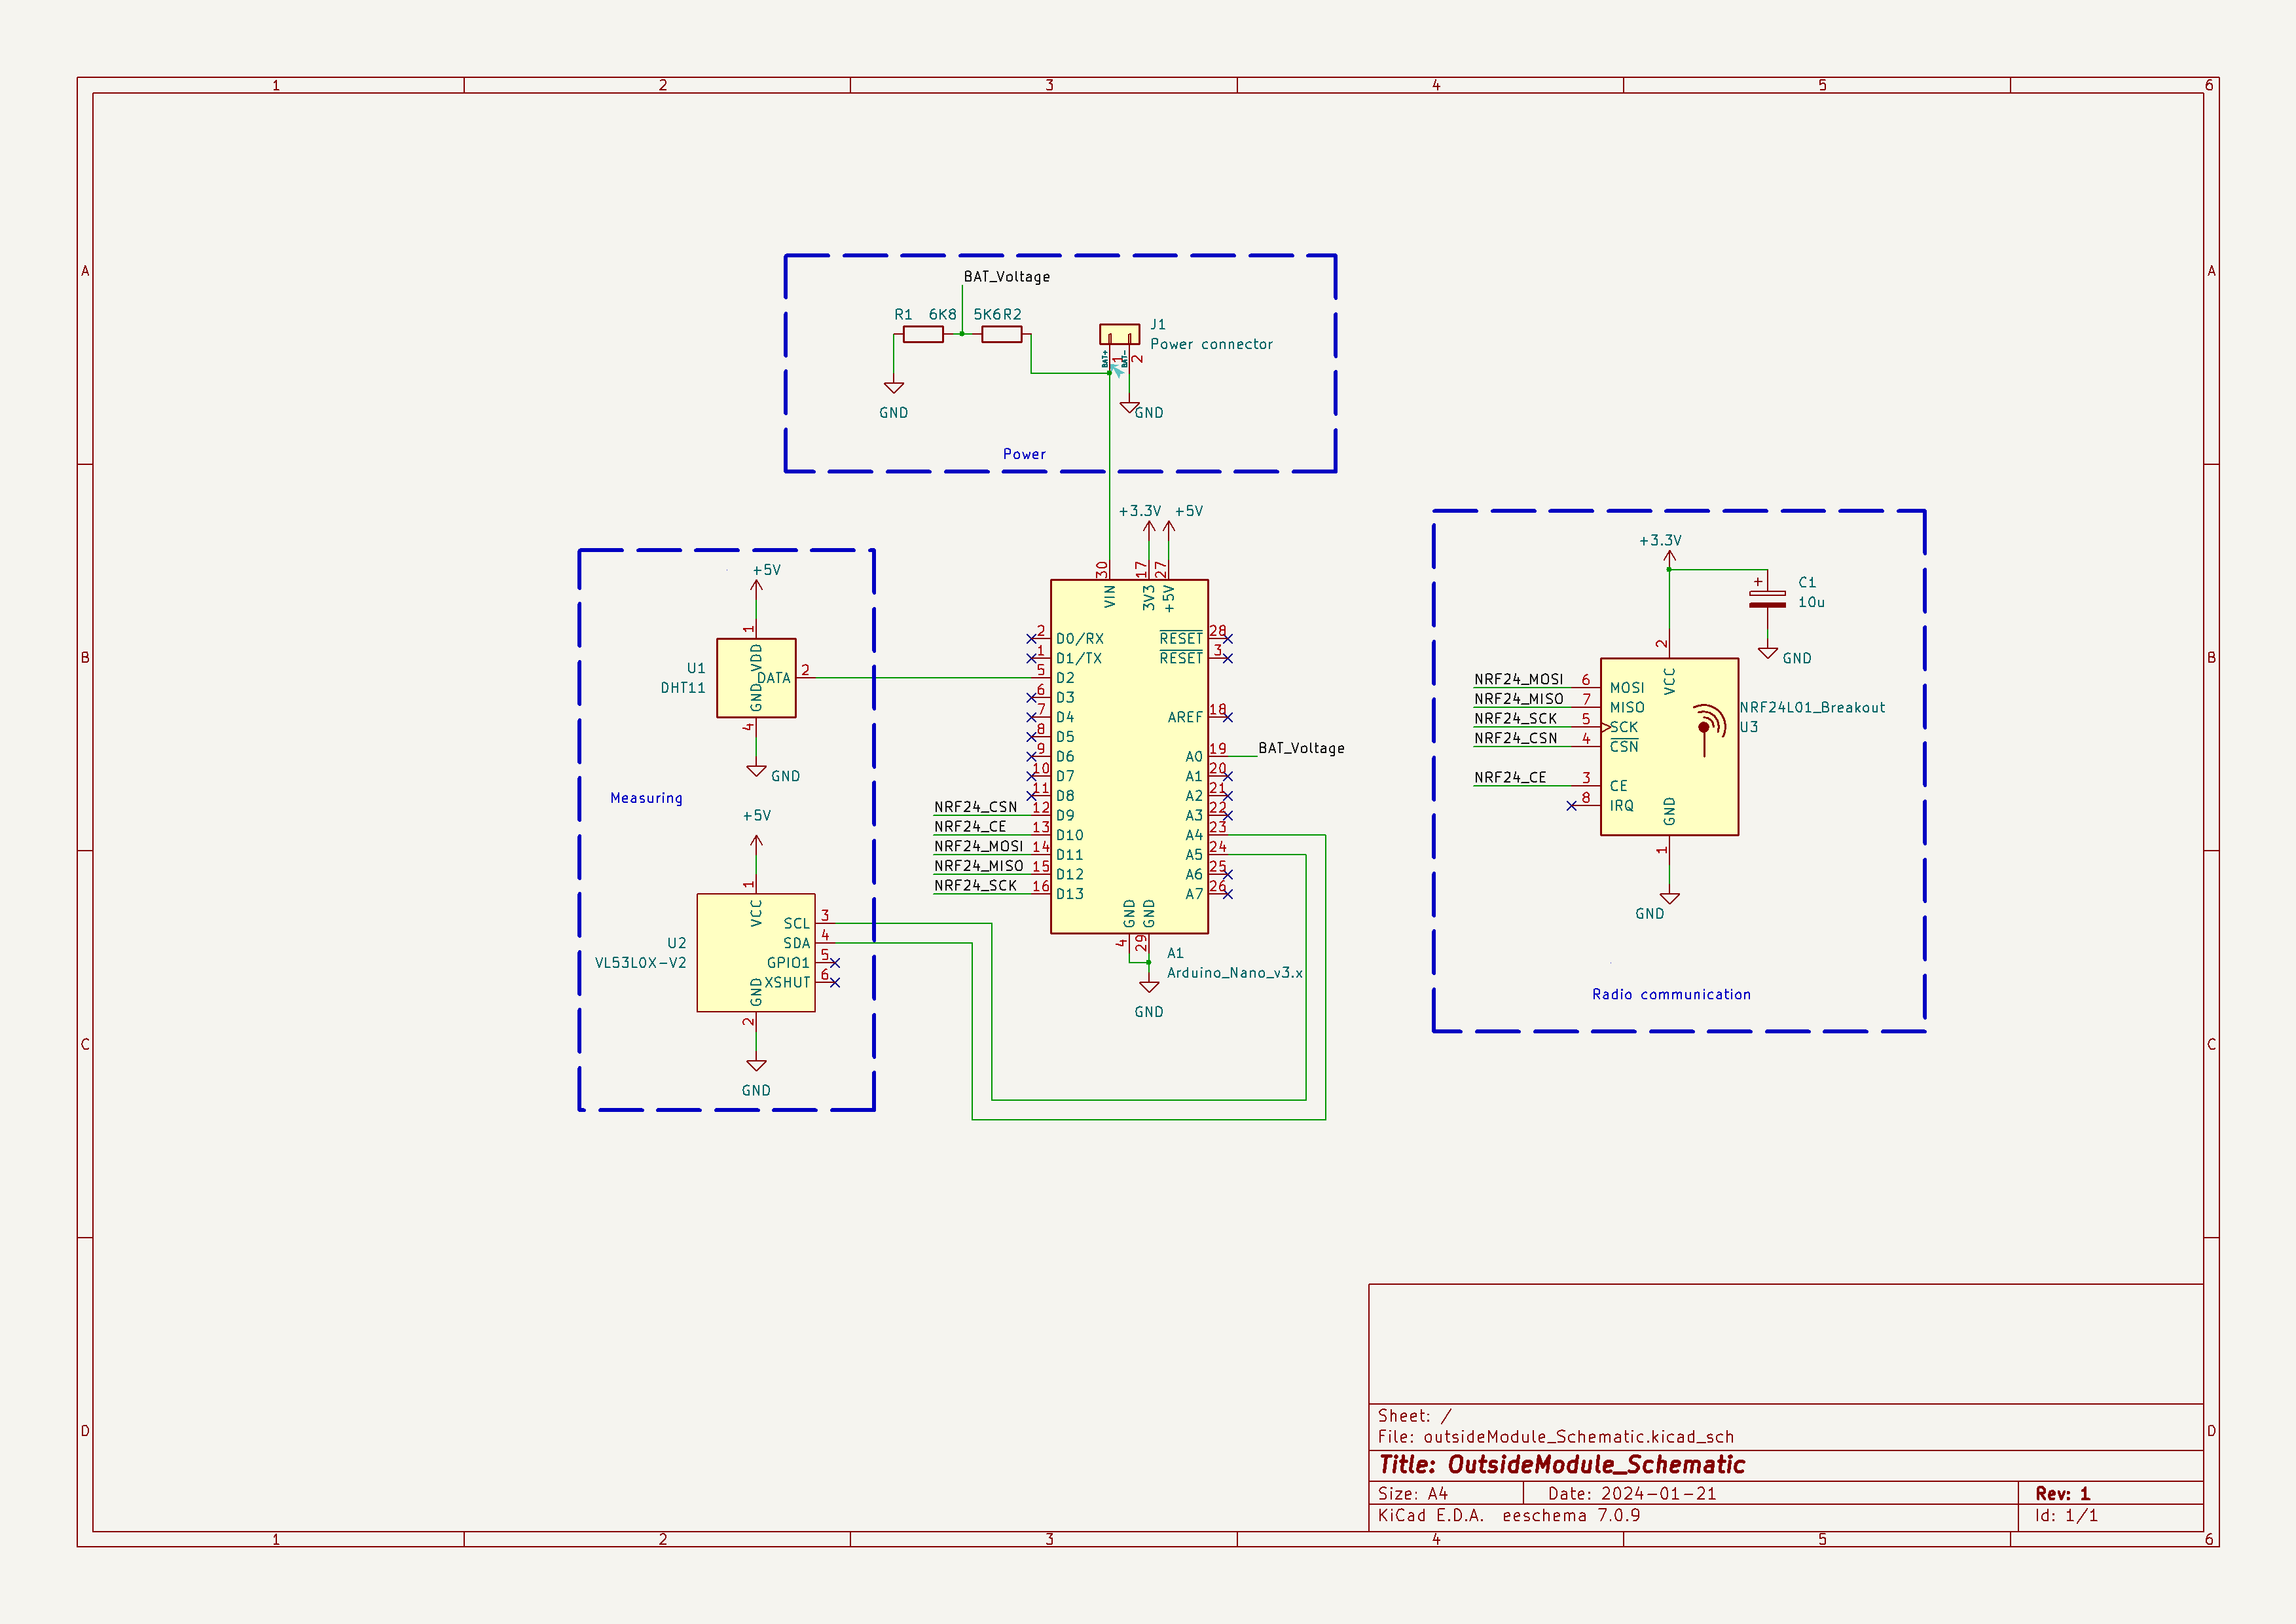 1 2 3 4 5 6
A
B
C
D
A
B
C
D
1 2 3 4 5 6
BAT_Voltage
R1 6K8 5K6 R2
GND
J1
Power connector
BAT+ 1 BAT- 2
GND
Power
+3.3V +5V
30 17 27
VIN 3V3 +5V
2 D0/RX
1 D1/TX
5 D2
6 D3
7 D4
8 D5
9 D6
10 D7
11 D8
NRF24_CSN 12 D9
NRF24_CE 13 D10
NRF24_MOSI 14 D11
NRF24_MISO 15 D12
NRF24_SCK 16 D13
RESET 28
RESET 3
AREF 18
A0 19 BAT_Voltage
A1 20
A2 21
A3 22
A4 23
A5 24
A6 25
A7 26
GND GND
4 29
A1
Arduino_Nano_v3.x
GND
+5V
1
VDD
U1
DHT11
DATA 2
GND
4
GND
Measuring
+5V
1
VCC
SCL 3
SDA 4
GPIO1 5
XSHUT 6
U2
VL53L0X-V2
GND
2
GND
+3.3V
+
C1
10u
GND
2
VCC
NRF24_MOSI 6 MOSI
NRF24_MISO 7 MISO
NRF24_SCK 5 SCK
NRF24_CSN 4 CSN
NRF24_CE 3 CE
8 IRQ
NRF24L01_Breakout
U3
GND
1
GND
Radio communication
Sheet: /
File: outsideModule_Schematic.kicad_sch
Title: OutsideModule_Schematic
Size: A4 Date: 2024-01-21 Rev: 1
KiCad E.D.A. eeschema 7.0.9 Id: 1/1